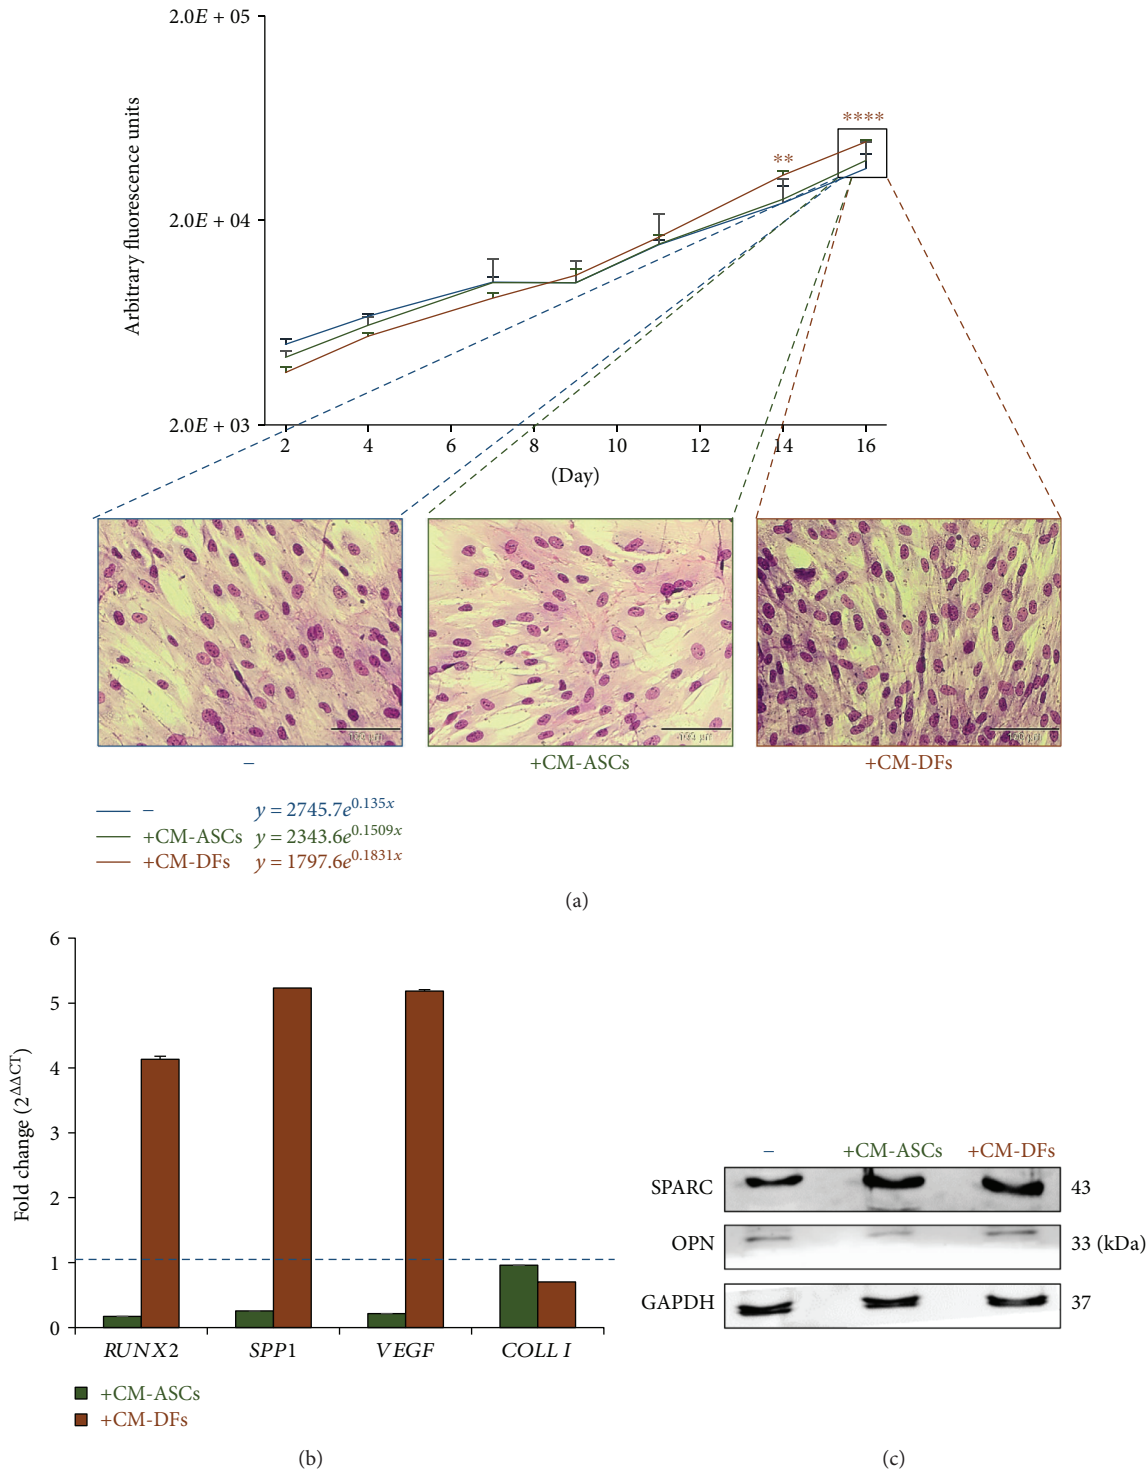 2.0E + 05
Arbitrary fluorescence units
****
**
2.0E + 04
2.0E + 03
2 4 6 8 10 12 14 16
(Day)
– +CM-ASCs +CM-DFs
– y = 2745.7e^0.135x
+CM-ASCs y = 2343.6e^0.1509x
+CM-DFs y = 1797.6e^0.1831x
(a)
6
5
4
3
2
1
0
Fold change (2^ΔΔCT)
RUNX2 SPP1 VEGF COLL I
+CM-ASCs
+CM-DFs
(b)
– +CM-ASCs +CM-DFs
SPARC 43
OPN 33 (kDa)
GAPDH 37
(c)